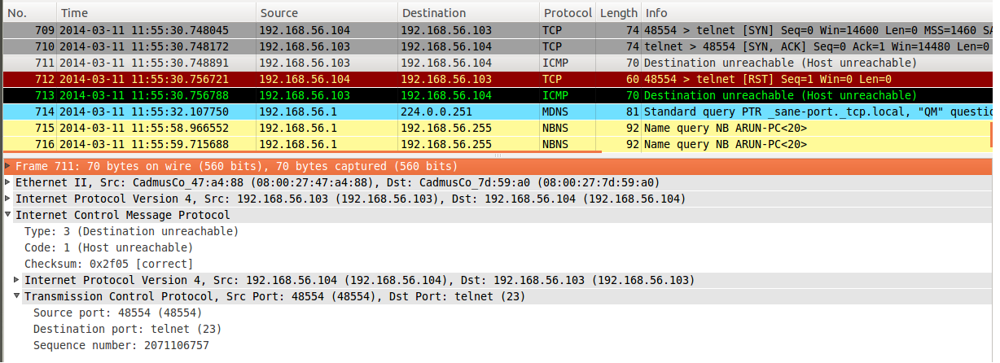 No. Time Source Destination Protocol Length Info
709 2014-03-11 11:55:30.748045 192.168.56.104 192.168.56.103 TCP 74 48554 > telnet [SYN] Seq=0 Win=14600 Len=0 MSS=1460 SA
710 2014-03-11 11:55:30.748172 192.168.56.103 192.168.56.104 TCP 74 telnet > 48554 [SYN, ACK] Seq=0 Ack=1 Win=14480 Len=0
711 2014-03-11 11:55:30.748891 192.168.56.103 192.168.56.104 ICMP 70 Destination unreachable (Host unreachable)
712 2014-03-11 11:55:30.756721 192.168.56.104 192.168.56.103 TCP 60 48554 > telnet [RST] Seq=1 Win=0 Len=0
713 2014-03-11 11:55:30.756788 192.168.56.103 192.168.56.104 ICMP 70 Destination unreachable (Host unreachable)
714 2014-03-11 11:55:32.107750 192.168.56.1 224.0.0.251 MDNS 81 Standard query PTR _sane-port._tcp.local, "QM" questio
715 2014-03-11 11:55:58.966552 192.168.56.1 192.168.56.255 NBNS 92 Name query NB ARUN-PC<20>
716 2014-03-11 11:55:59.715688 192.168.56.1 192.168.56.255 NBNS 92 Name query NB ARUN-PC<20>
Frame 711: 70 bytes on wire (560 bits), 70 bytes captured (560 bits)
Ethernet II, Src: CadmusCo_47:a4:88 (08:00:27:47:a4:88), Dst: CadmusCo_7d:59:a0 (08:00:27:7d:59:a0)
Internet Protocol Version 4, Src: 192.168.56.103 (192.168.56.103), Dst: 192.168.56.104 (192.168.56.104)
Internet Control Message Protocol
Type: 3 (Destination unreachable)
Code: 1 (Host unreachable)
Checksum: 0x2f05 [correct]
Internet Protocol Version 4, Src: 192.168.56.104 (192.168.56.104), Dst: 192.168.56.103 (192.168.56.103)
Transmission Control Protocol, Src Port: 48554 (48554), Dst Port: telnet (23)
Source port: 48554 (48554)
Destination port: telnet (23)
Sequence number: 2071106757